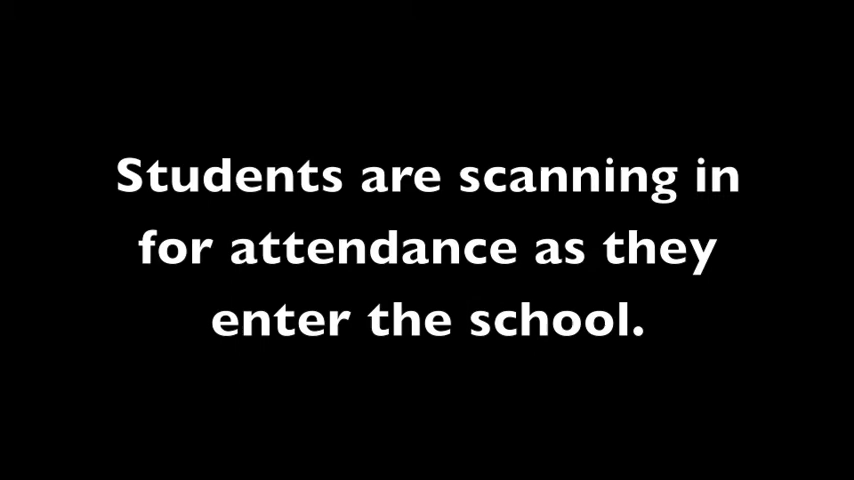 Students are scanning in
for attendance as they
enter the school.